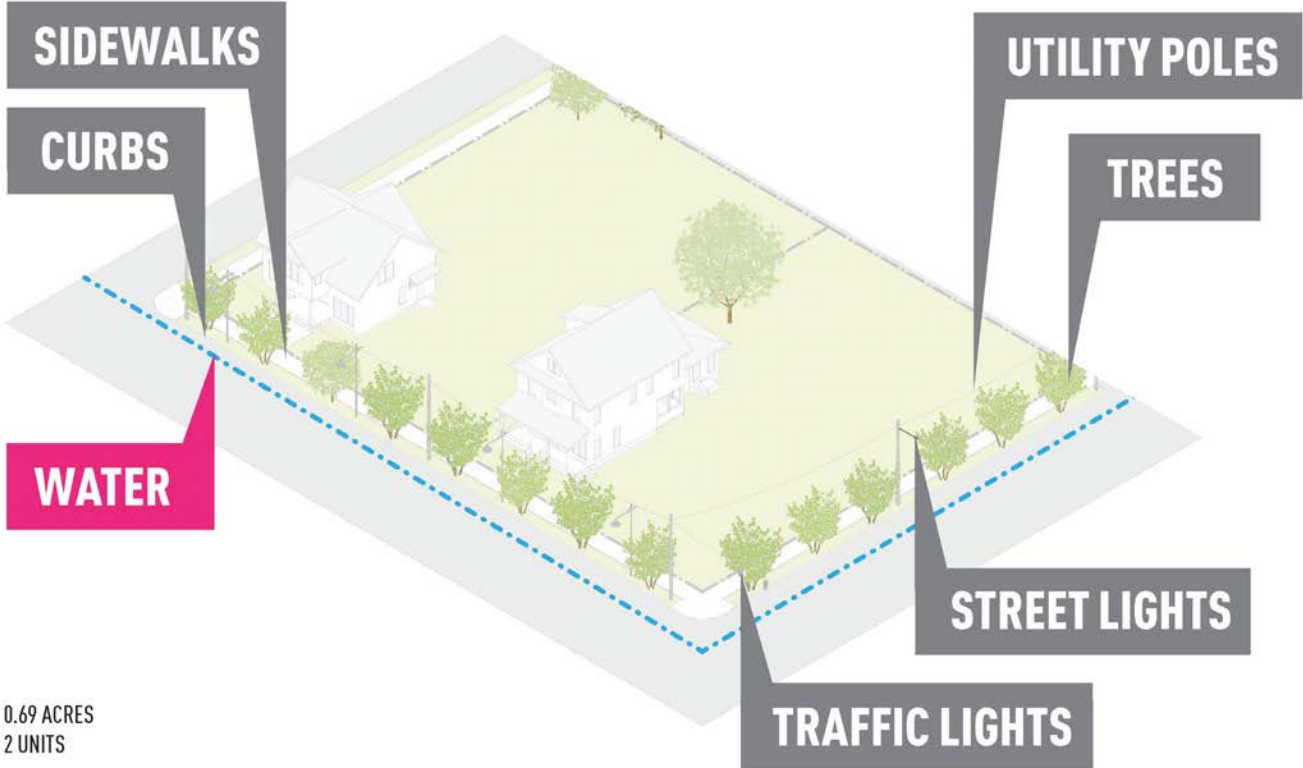 SIDEWALKS
UTILITY POLES
CURBS
TREES
WATER
STREET LIGHTS
TRAFFIC LIGHTS
0.69 ACRES
2 UNITS